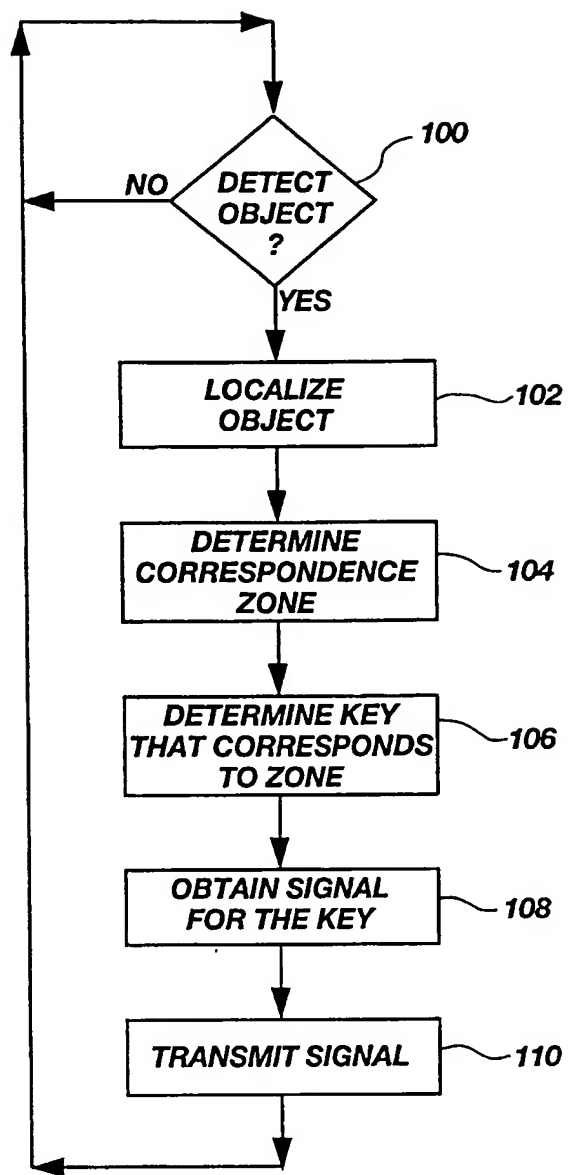 100
NO
DETECT
OBJECT
?
YES
LOCALIZE
OBJECT
102
DETERMINE
CORRESPONDENCE
ZONE
104
DETERMINE KEY
THAT CORRESPONDS
TO ZONE
106
OBTAIN SIGNAL
FOR THE KEY
108
TRANSMIT SIGNAL
110